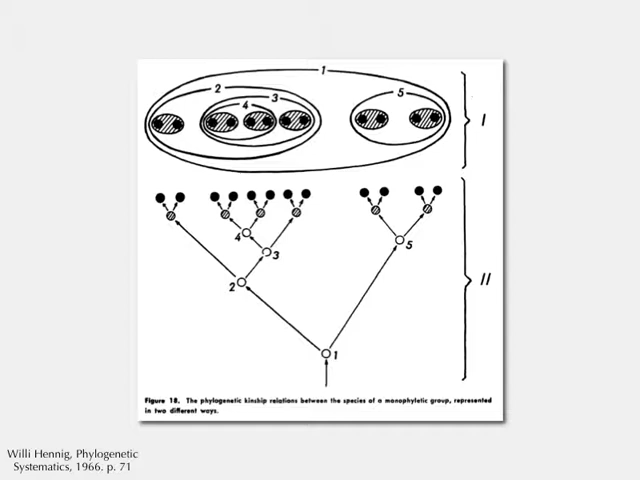 1
2
3
4
5
I
4
3
5
2
II
1
Figure 18. The phylogenetic kinship relations between the species of a monophyletic group, represented
in two different ways.
Willi Hennig, Phylogenetic
Systematics, 1966. p. 71